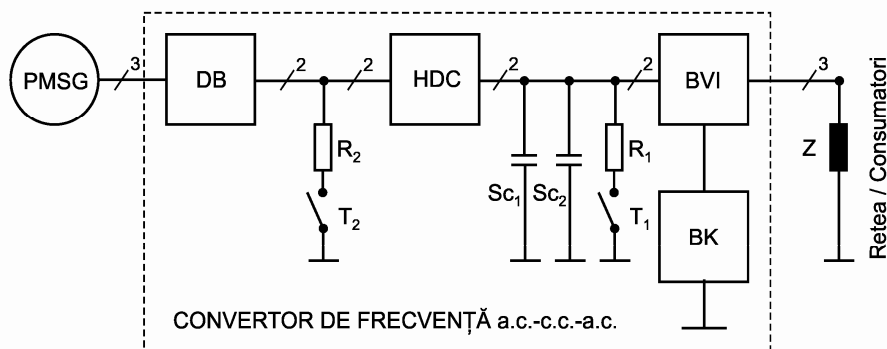 PMSG
3
DB
2
2
HDC
2
2
BVI
3
R2
T2
Sc1
Sc2
R1
T1
BK
Z
Retea / Consumatori
CONVERTOR DE FRECVENȚĂ a.c.-c.c.-a.c.